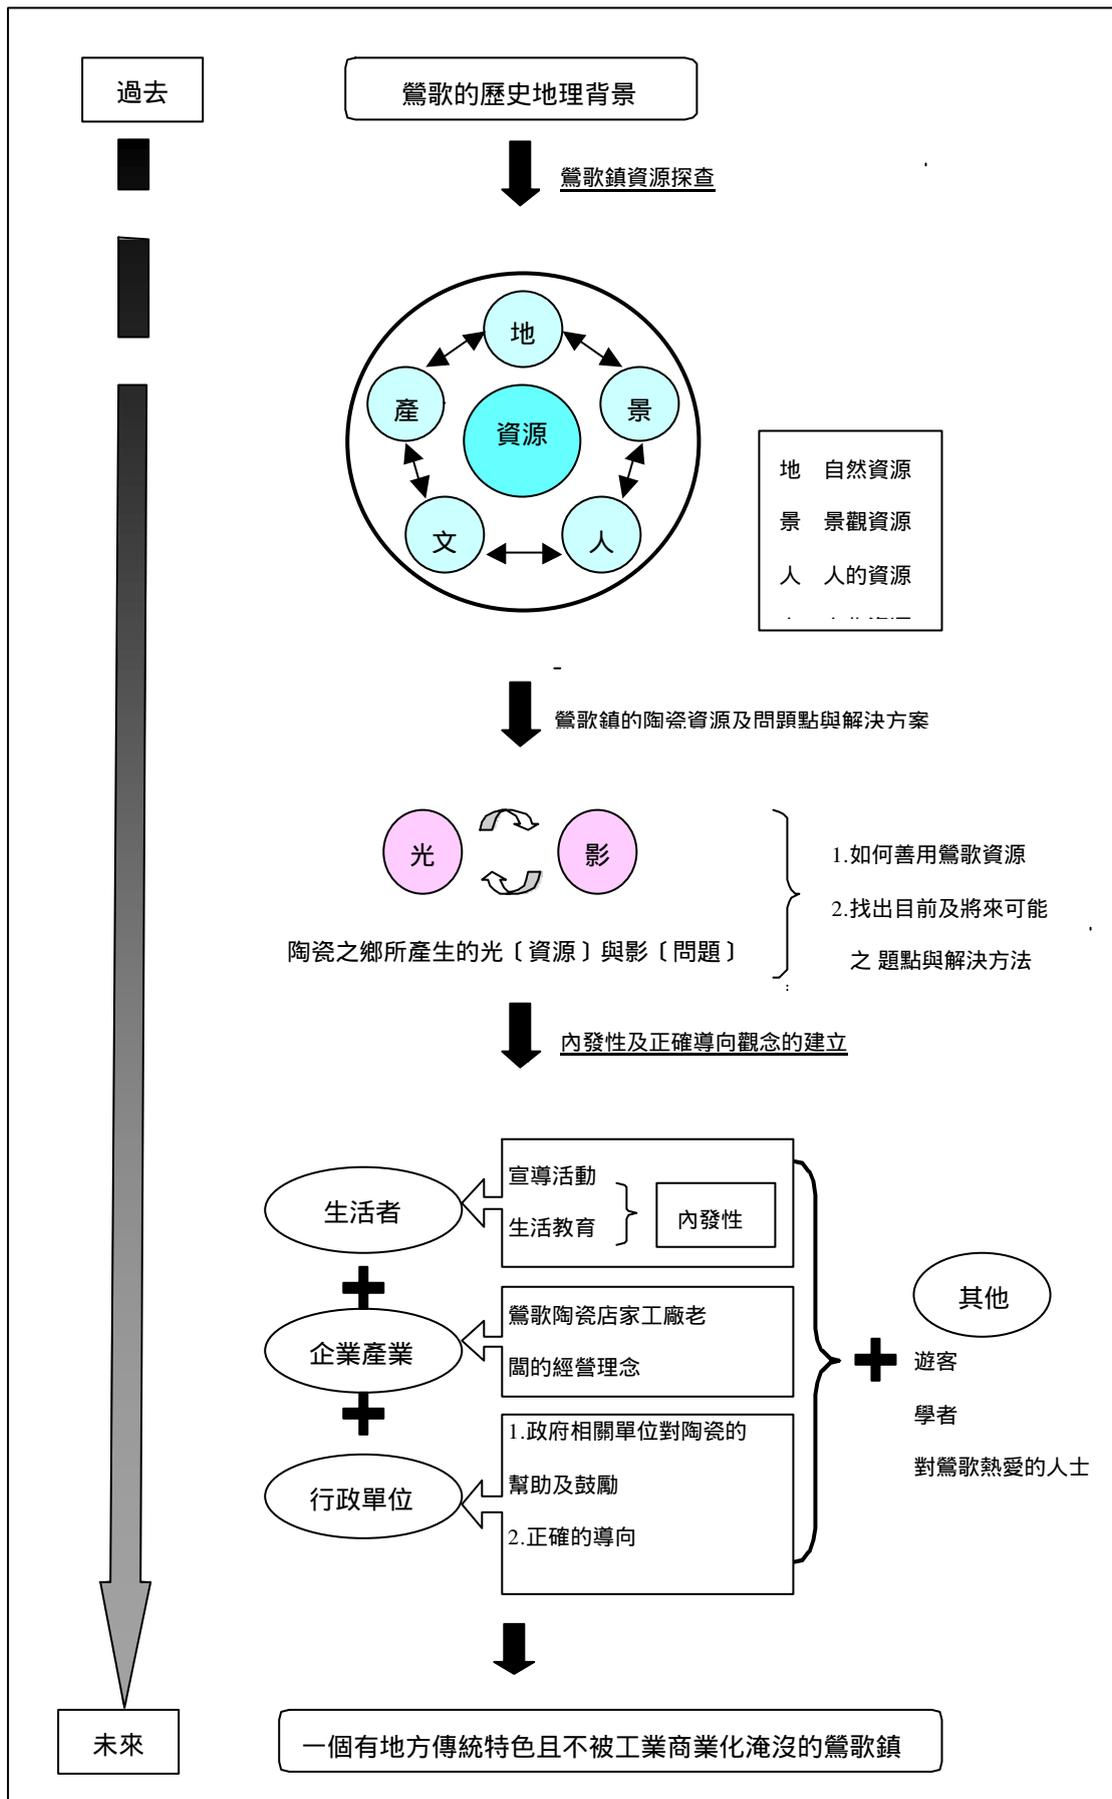 過去
鶯歌的歷史地理背景
鶯歌鎮資源探查
地
產
景
資源
文
人
地 自然資源
景 景觀資源
人 人的資源
鶯歌鎮的陶瓷資源及問題點與解決方案
光
影
1.如何善用鶯歌資源
2.找出目前及將來可能
之 題點與解決方法
陶瓷之鄉所產生的光〔資源〕與影〔問題〕
內發性及正確導向觀念的建立
生活者
宣導活動
生活教育
內發性
企業產業
鶯歌陶瓷店家工廠老
闆的經營理念
行政單位
1.政府相關單位對陶瓷的
幫助及鼓勵
2.正確的導向
其他
遊客
學者
對鶯歌熱愛的人士
未來
一個有地方傳統特色且不被工業商業化淹沒的鶯歌鎮